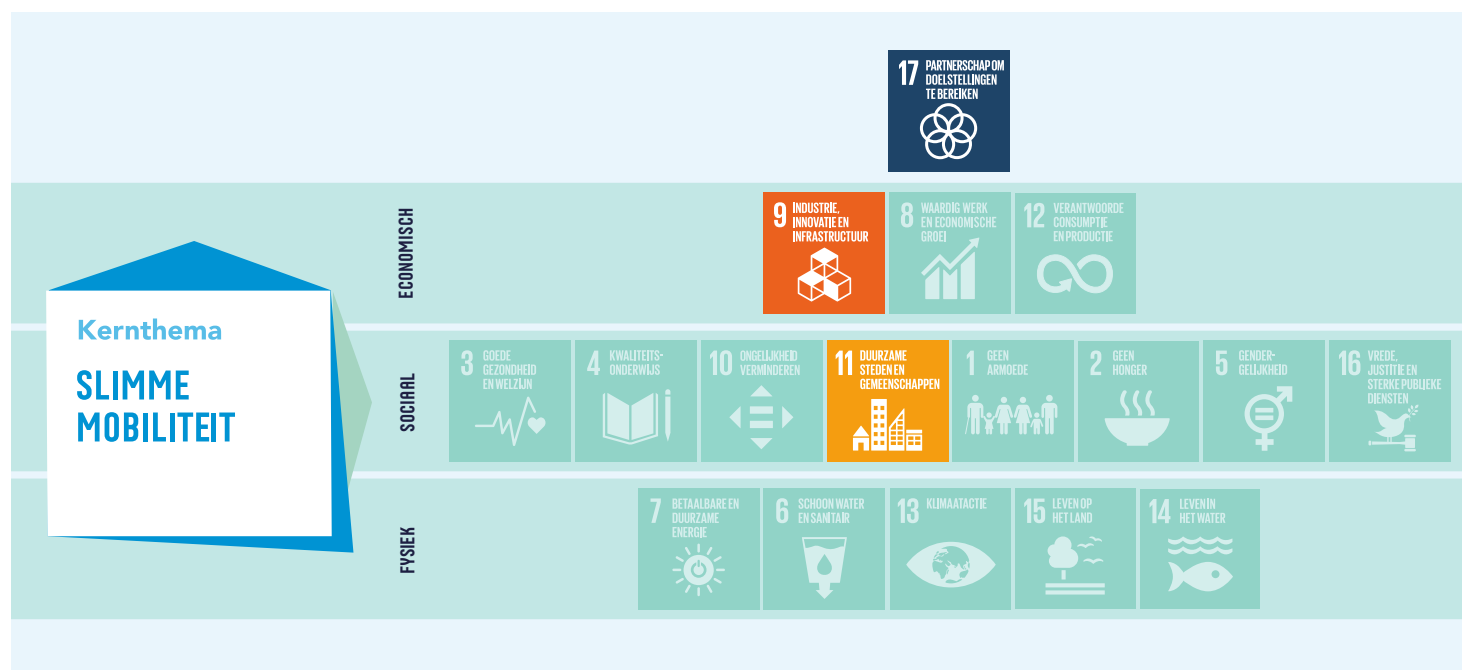 17 PARTNERSCHAP OM
DOELSTELLINGEN
TE BEREIKEN
Kernthema
SLIMME
MOBILITEIT
ECONOMISCH
9 INDUSTRIE,
INNOVATIE EN
INFRASTRUCTUUR
8 WAARDIG WERK
EN ECONOMISCHE
GROEI
12 VERANTWOORDE
CONSUMPTIE
EN PRODUCTIE
SOCIAAL
3 GOEDE
GEZONDHEID
EN WELZIJN
4 KWALITEITS-
ONDERWIJS
10 ONGELIJKHEID
VERMINDEREN
11 DUURZAME
STEDEN EN
GEMEENSCHAPPEN
1 GEEN
ARMOEDE
2 GEEN
HONGER
5 GENDER-
GELIJKHEID
16 VREDE,
JUSTITIE EN
STERKE PUBLIEKE
DIENSTEN
FYSIEK
7 BETAALBARE EN
DUURZAME
ENERGIE
6 SCHOON WATER
EN SANITAIR
13 KLIMAATACTIE
15 LEVEN OP
HET LAND
14 LEVEN IN
HET WATER